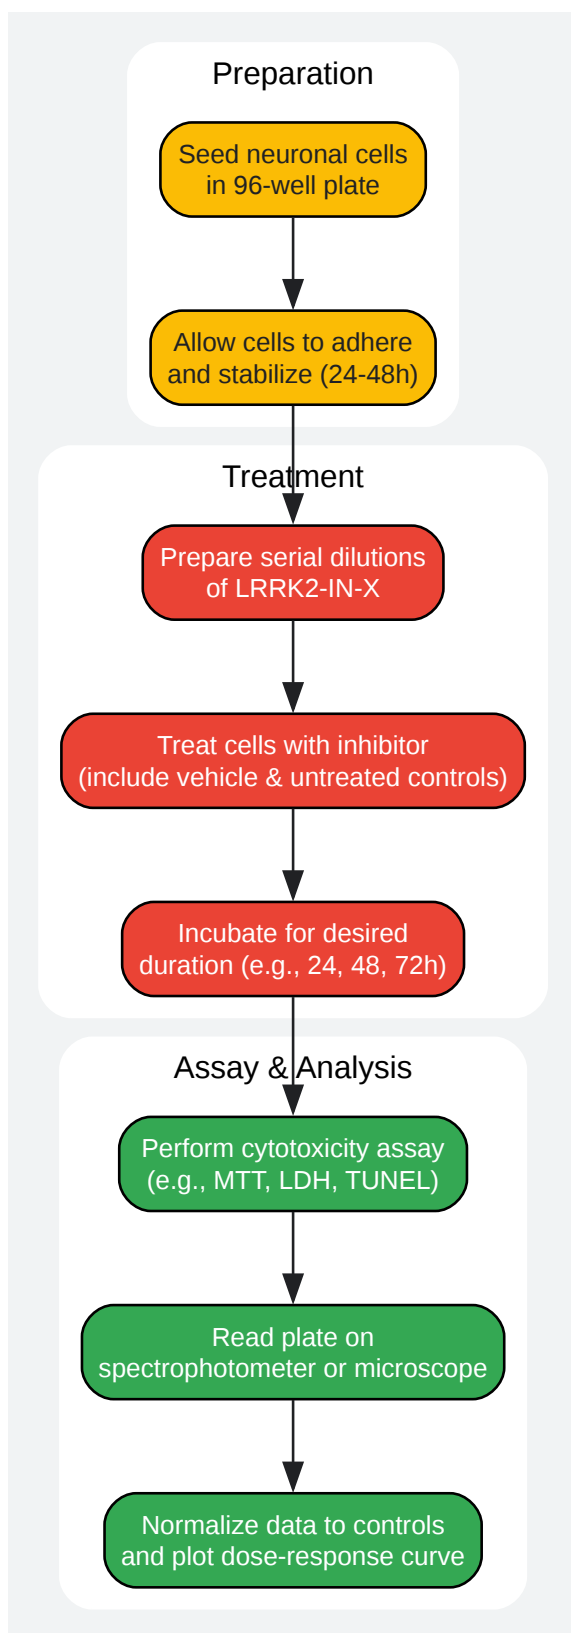 Preparation
Seed neuronal cells
in 96-well plate
Allow cells to adhere
and stabilize (24-48h)
Treatment
Prepare serial dilutions
of LRRK2-IN-X
Treat cells with inhibitor
(include vehicle & untreated controls)
Incubate for desired
duration (e.g., 24, 48, 72h)
Assay & Analysis
Perform cytotoxicity assay
(e.g., MTT, LDH, TUNEL)
Read plate on
spectrophotometer or microscope
Normalize data to controls
and plot dose-response curve